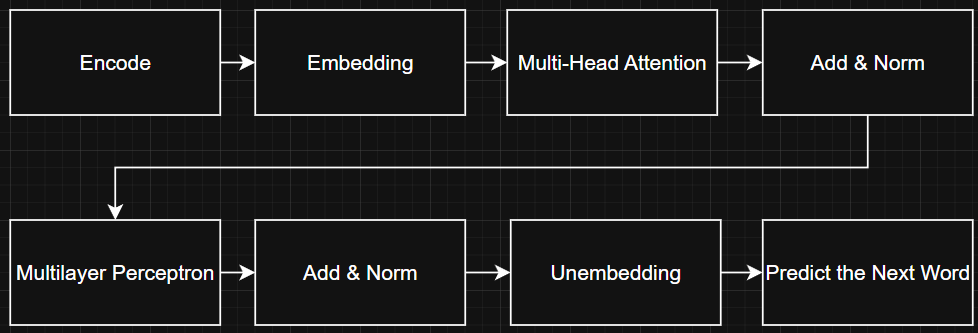 Encode
Embedding
Multi-Head Attention
Add & Norm
Multilayer Perceptron
Add & Norm
Unembedding
Predict the Next Word